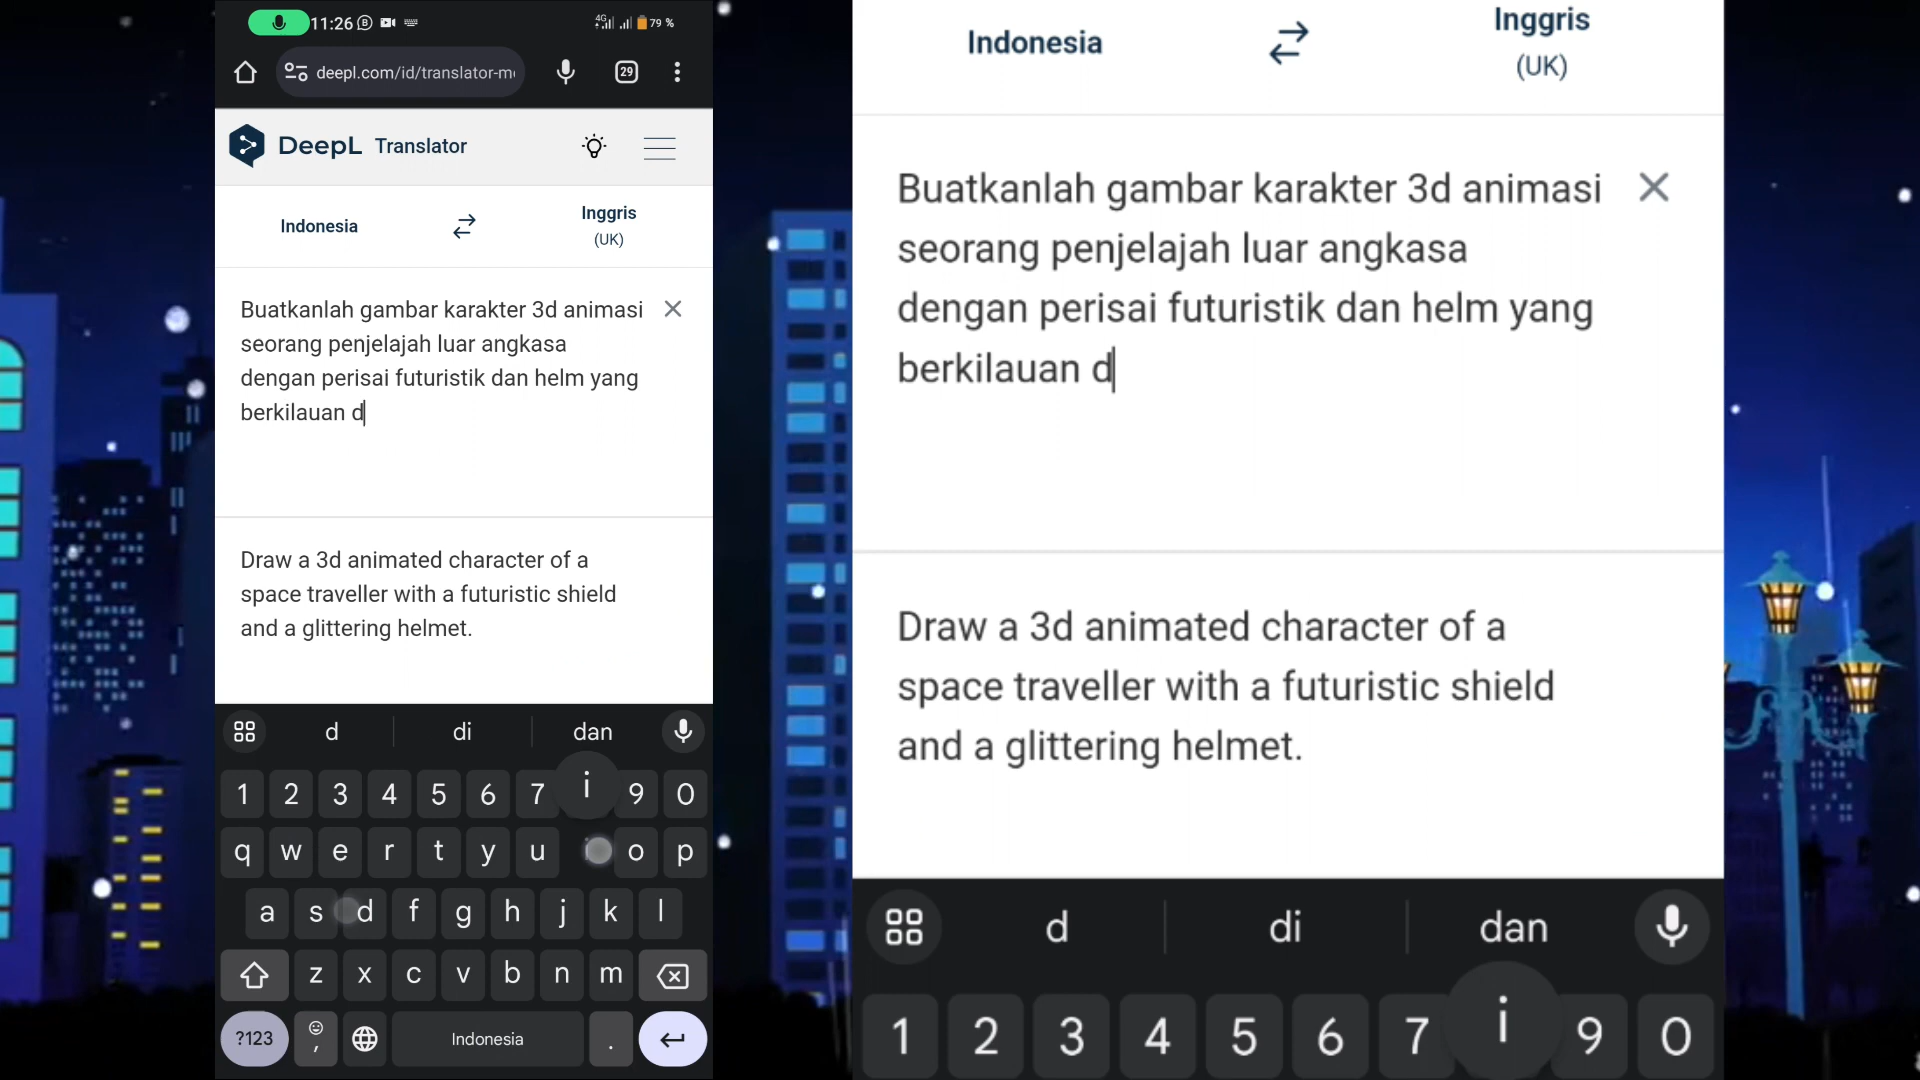 11:26
4G
79 %
deepl.com/id/translator-m
29
DeepL Translator
Indonesia
Inggris
(UK)
Buatkanlah gambar karakter 3d animasi
seorang penjelajah luar angkasa
dengan perisai futuristik dan helm yang
berkilauan d
Draw a 3d animated character of a
space traveller with a futuristic shield
and a glittering helmet.
d di dan
1 2 3 4 5 6 7 i 9 0
q w e r t y u i o p
a s d f g h j k l
z x c v b n m
?123 , Indonesia .
Indonesia
Inggris
(UK)
Buatkanlah gambar karakter 3d animasi
seorang penjelajah luar angkasa
dengan perisai futuristik dan helm yang
berkilauan d
Draw a 3d animated character of a
space traveller with a futuristic shield
and a glittering helmet.
d di dan
1 2 3 4 5 6 7 i 9 0